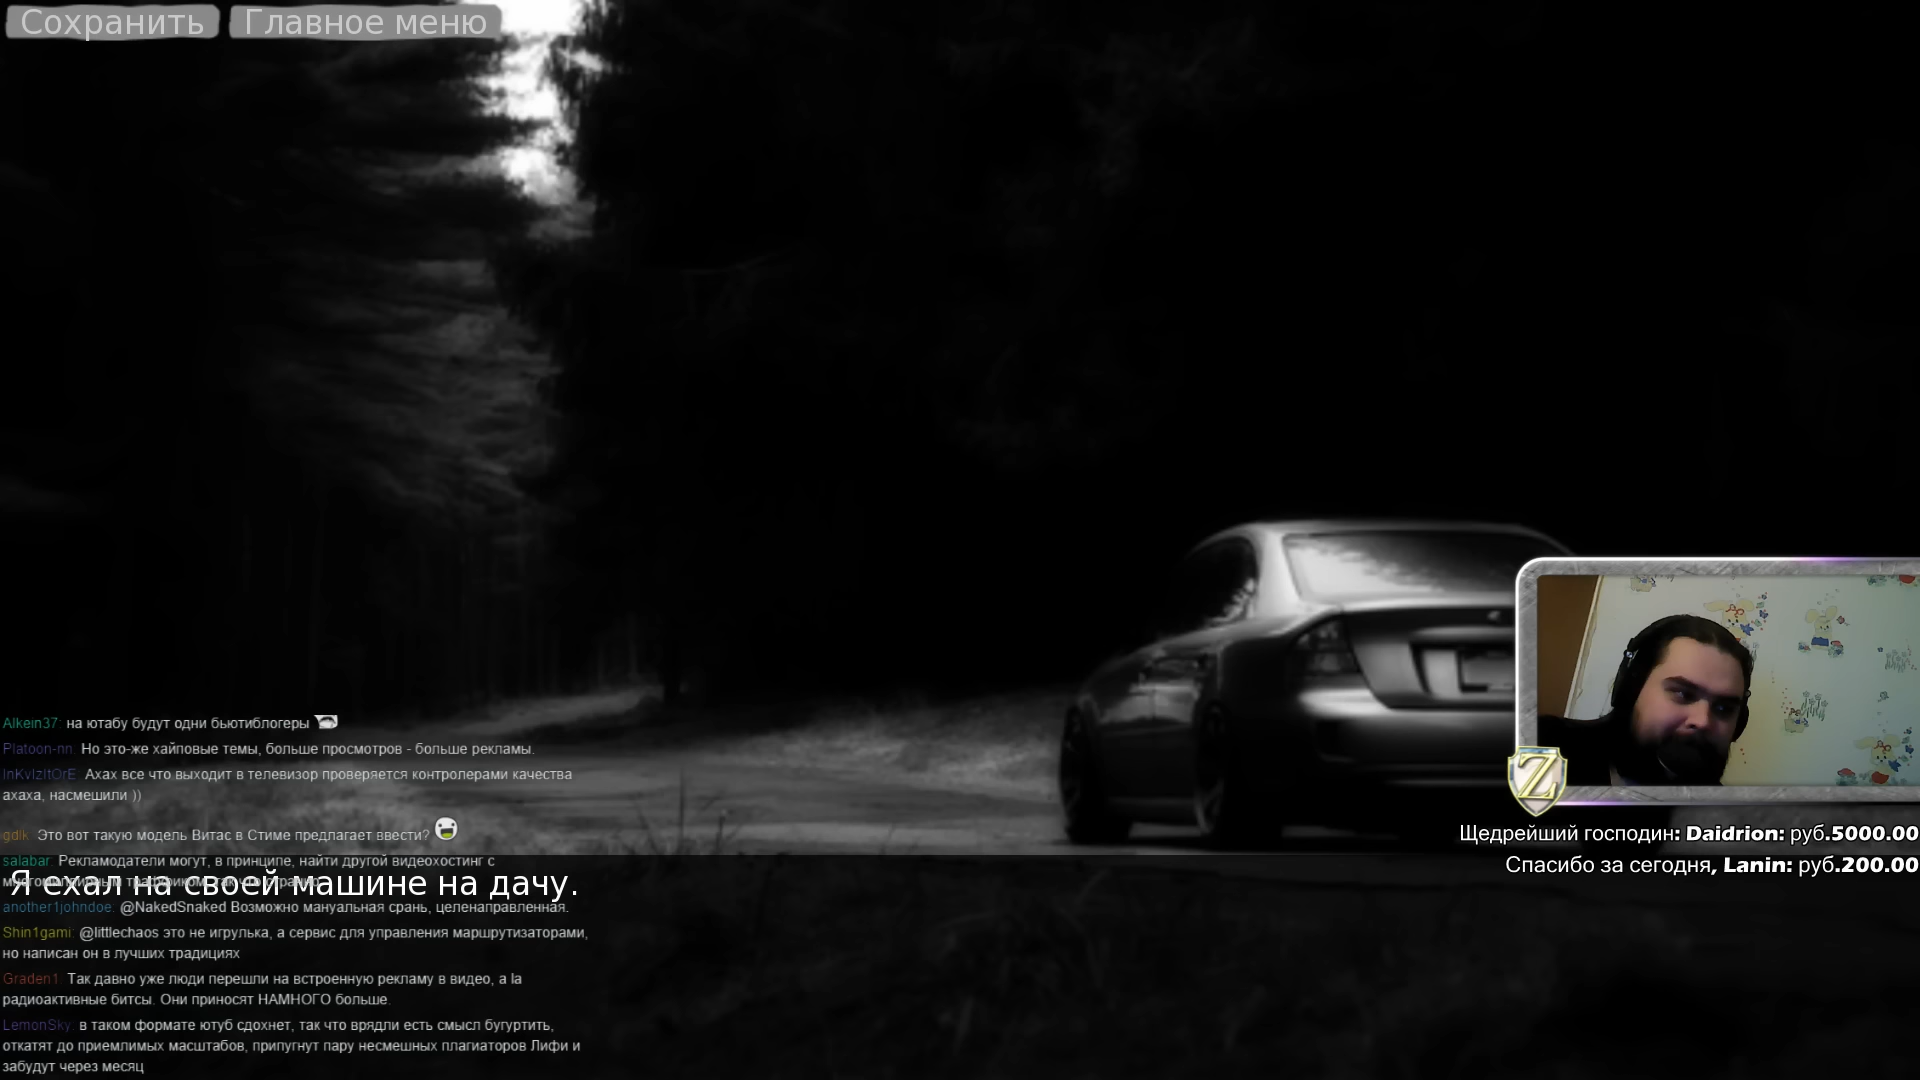 Сохранить
Главное меню
Alkein37: на ютабу будут одни бьютиблогеры
Platoon-nn: Но это-же хайповые темы, больше просмотров - больше рекламы.
InKvIzItOrE: Ахах все что выходит в телевизор проверяется контролерами качества
ахаха, насмешили ))
gdlk: Это вот такую модель Витас в Стиме предлагает ввести?
salabar: Рекламодатели могут, в принципе, найти другой видеохостинг с
Я ехал на своей машине на дачу.
another1johndoe: @NakedSnaked Возможно мануальная срань, целенаправленная.
Shin1gami: @littlechaos это не игрулька, а сервис для управления маршрутизаторами,
но написан он в лучших традициях
Graden1: Так давно уже люди перешли на встроенную рекламу в видео, а la
радиоактивные битсы. Они приносят НАМНОГО больше.
LemonSky: в таком формате ютуб сдохнет, так что врядли есть смысл бугуртить,
откатят до приемлимых масштабов, припугнут пару несмешных плагиаторов Лифи и
забудут через месяц
Z
Щедрейший господин: Daidrion: руб.5000.00
Спасибо за сегодня, Lanin: руб.200.00